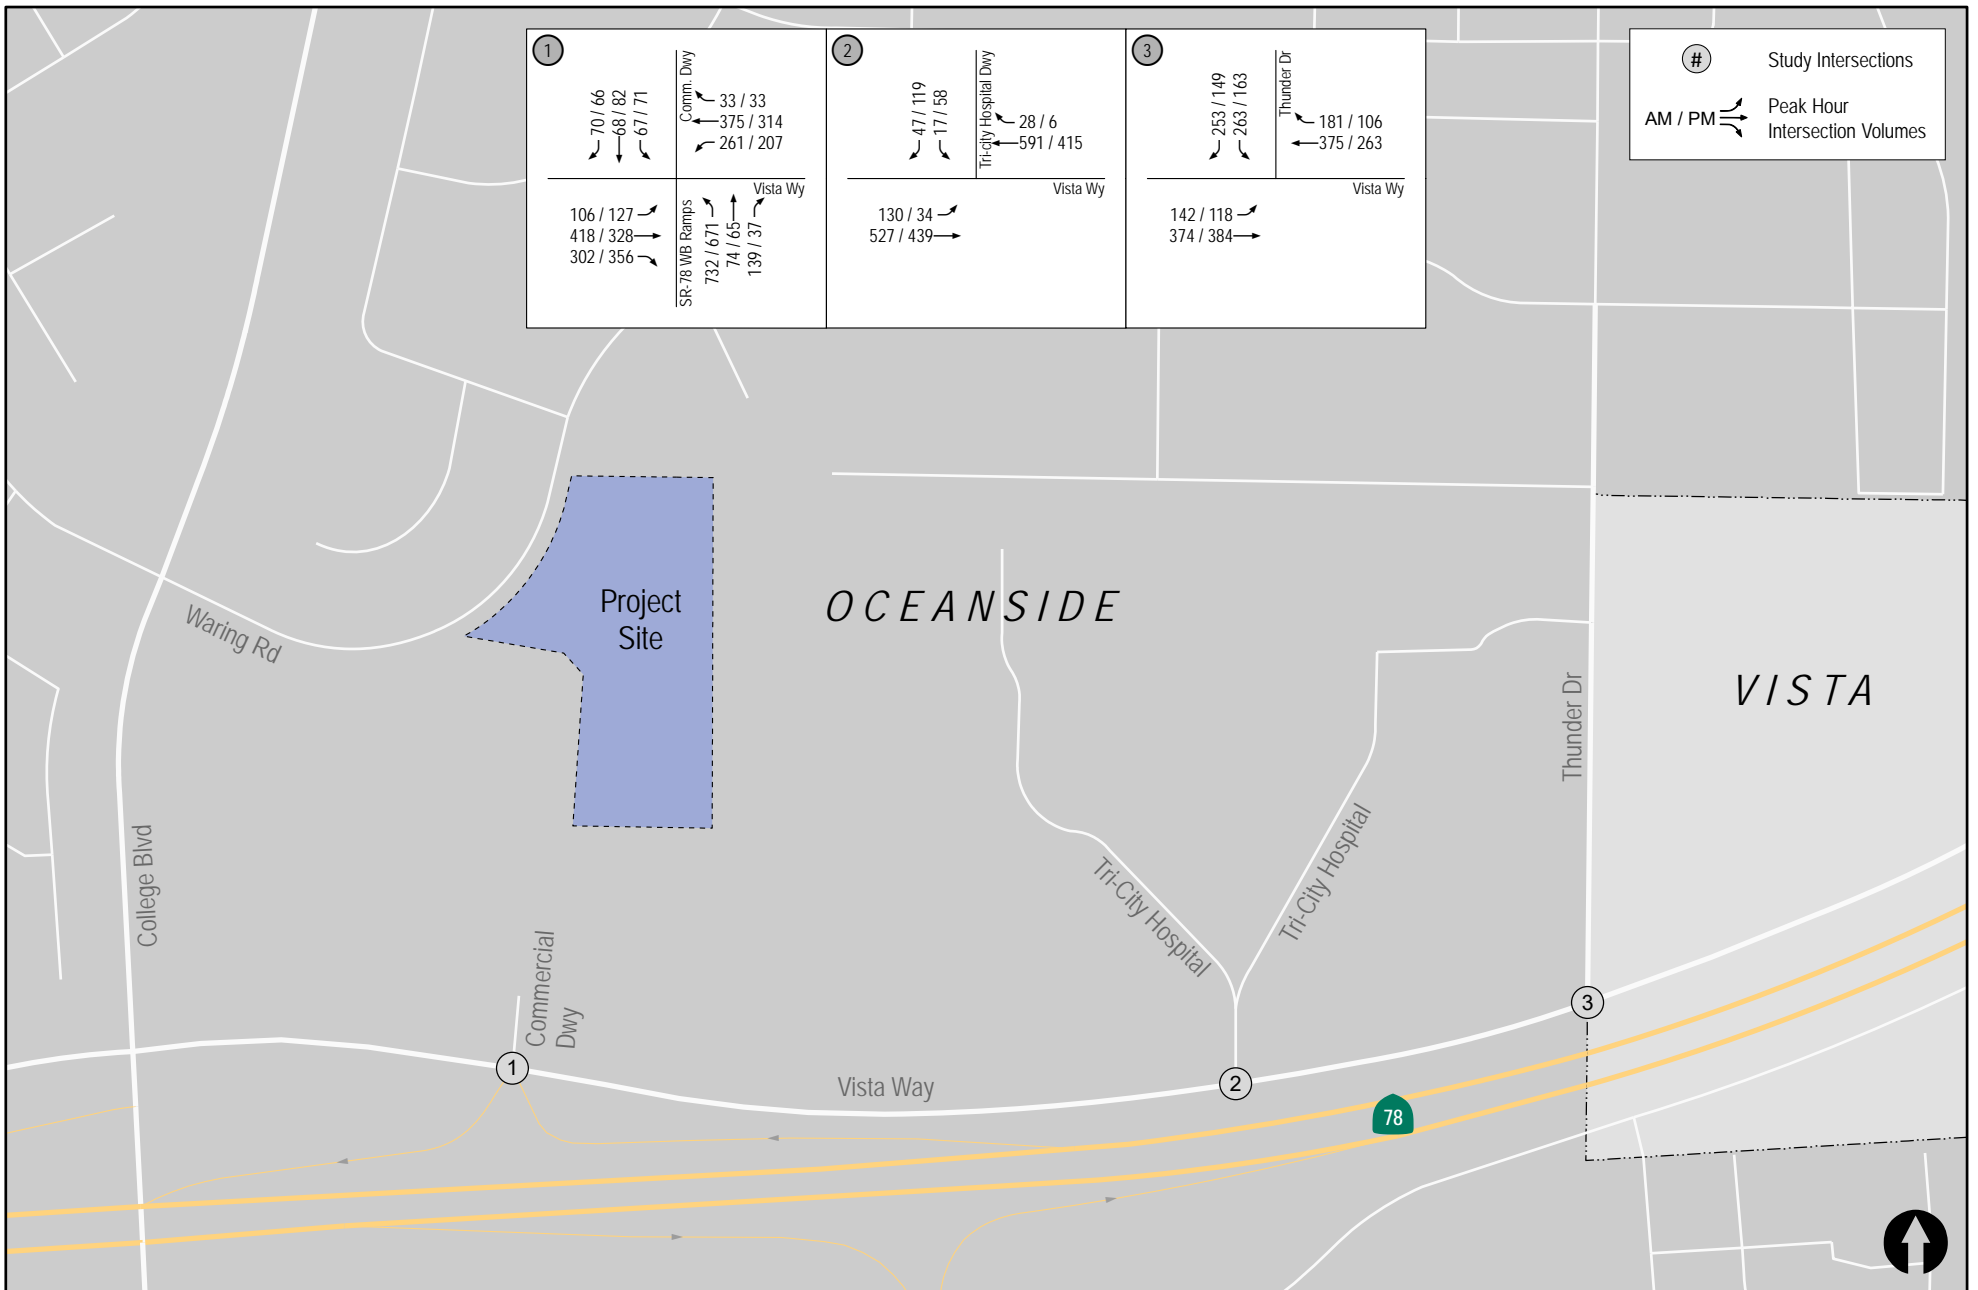 1
70 / 66
68 / 82
67 / 71
Comm. Dwy
33 / 33
375 / 314
261 / 207
Vista Wy
106 / 127
418 / 328
302 / 356
SR-78 WB Ramps
732 / 671
74 / 65
139 / 37
2
47 / 119
17 / 58
Tri-city Hospital Dwy
28 / 6
591 / 415
Vista Wy
130 / 34
527 / 439
3
253 / 149
263 / 163
Thunder Dr
181 / 106
375 / 263
Vista Wy
142 / 118
374 / 384
#
Study Intersections
AM / PM
Peak Hour
Intersection Volumes
Project
Site
OCEANSIDE
VISTA
Waring Rd
College Blvd
Commercial
Dwy
Tri-City Hospital
Tri-City Hospital
Thunder Dr
Vista Way
1
2
3
78